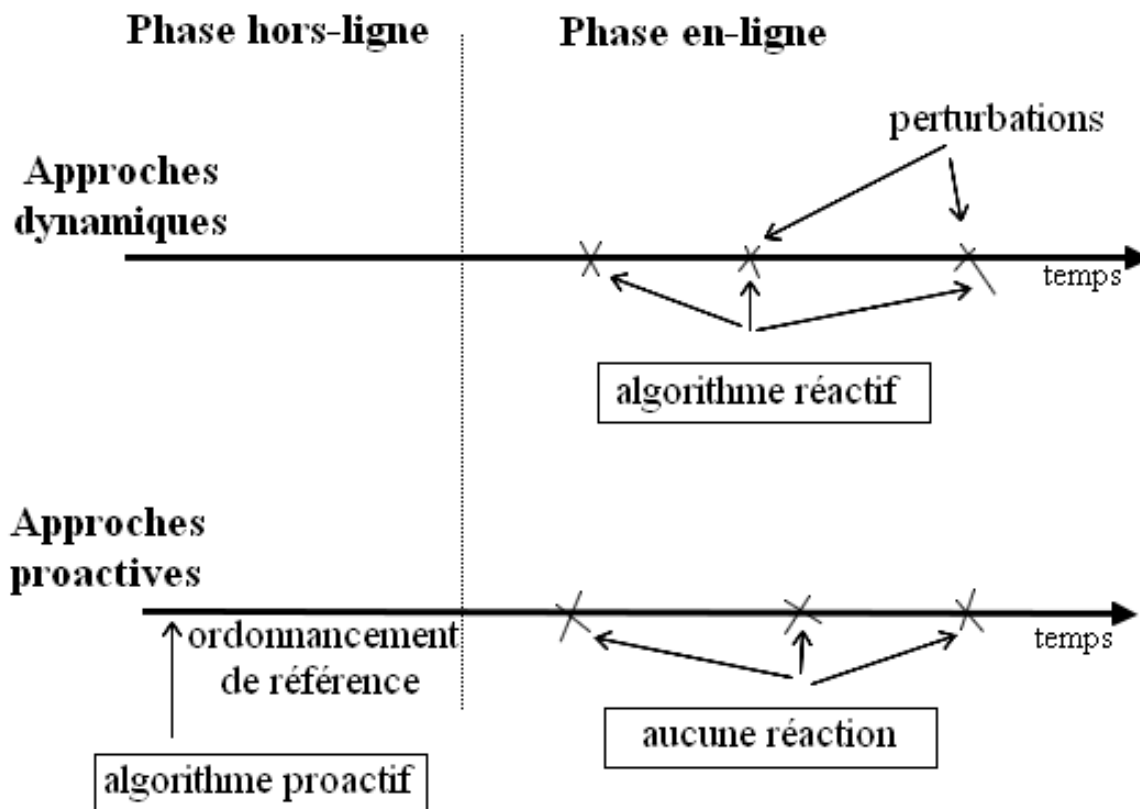 Phase hors-ligne
Phase en-ligne
perturbations
Approches
dynamiques
temps
algorithme réactif
Approches
proactives
ordonnancement
de référence
temps
aucune réaction
algorithme proactif